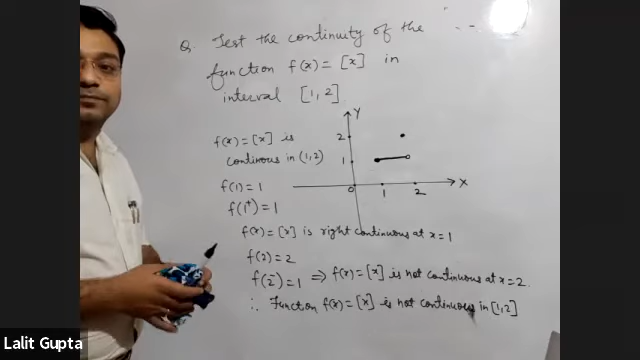 Q. Test the continuity of the
function f(x) = [x] in
interval [1, 2]
f(x) = [x] is
continous in (1,2)
Y
2
1
0
1
2
X
f(1) = 1
f(1⁺) = 1
f(x) = [x] is right continuous at x = 1
f(2) = 2
f(2⁻) = 1 ⇒ f(x) = [x] is not continuous at x = 2.
∴ Function f(x) = [x] is not continuous in [1,2]
Lalit Gupta